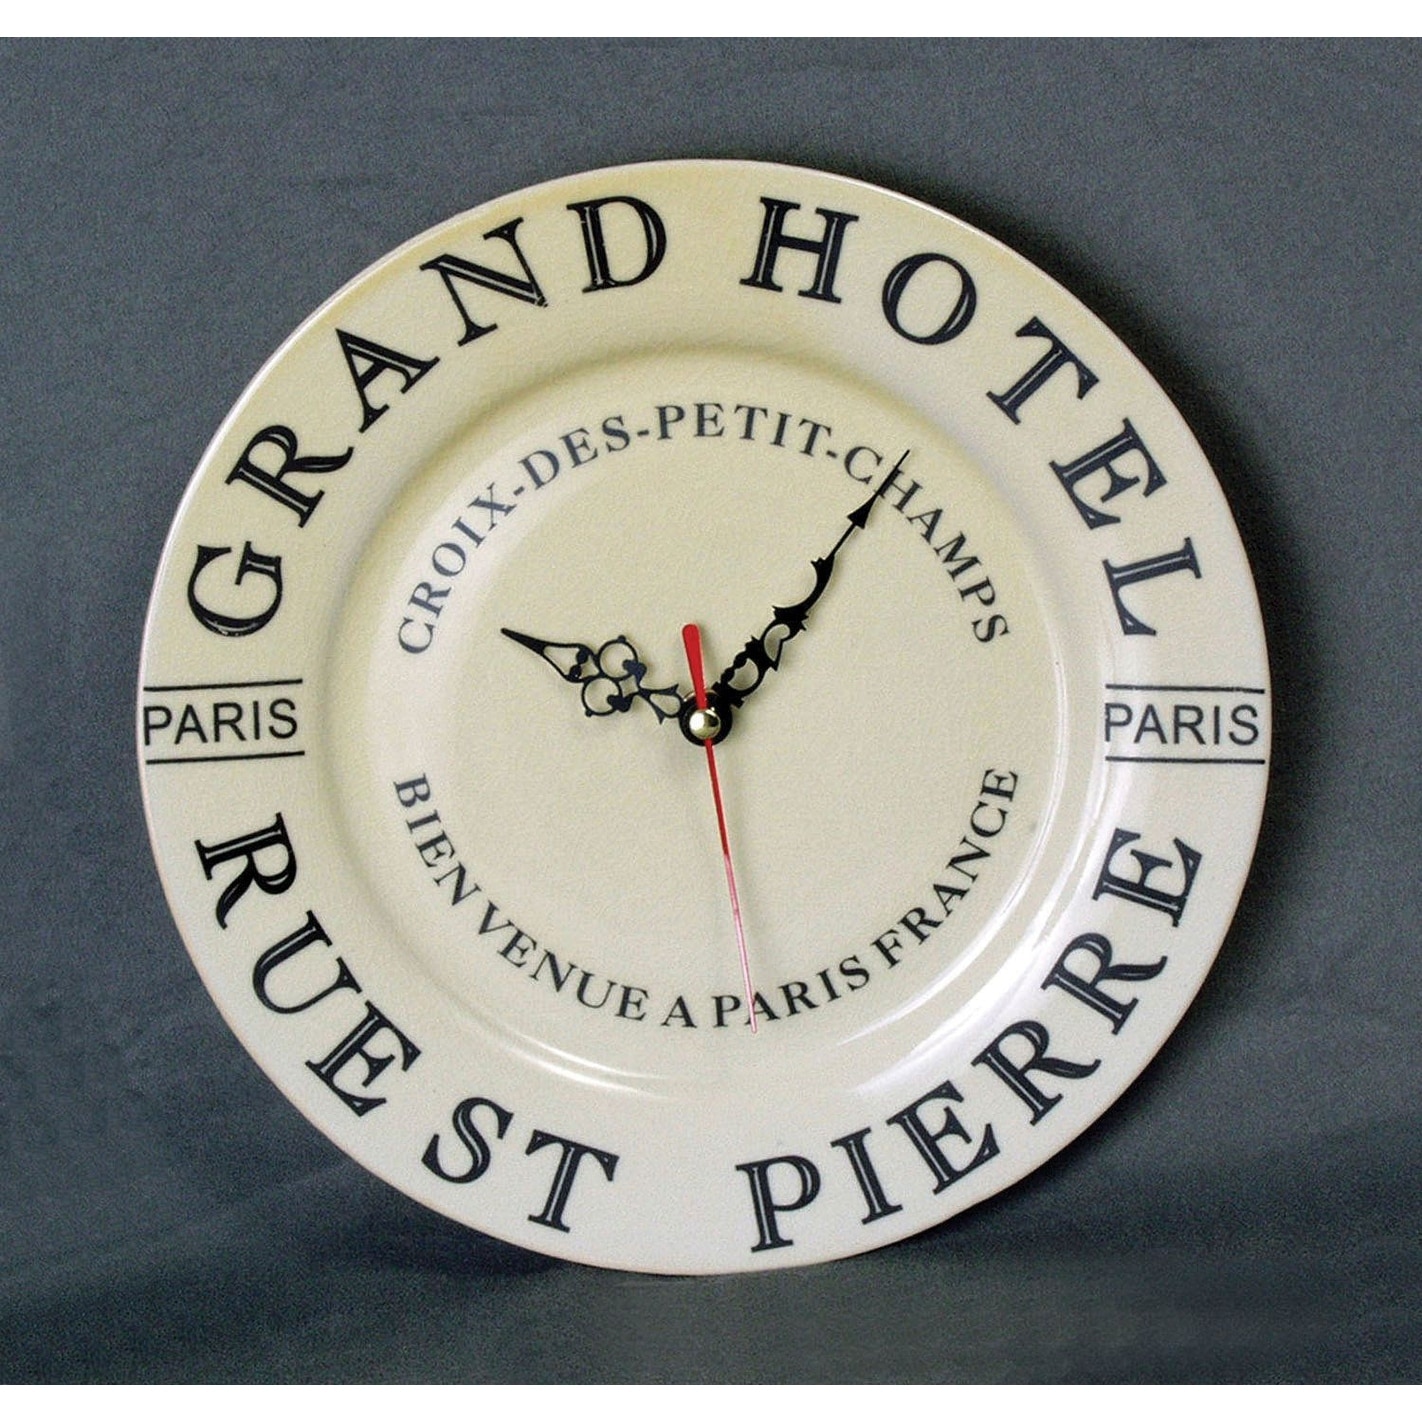 GRAND HOTEL
CROIX-DES-PETIT-CHAMPS
PARIS
PARIS
BIEN VENUE A PARIS FRANCE
RUE ST PIERRE